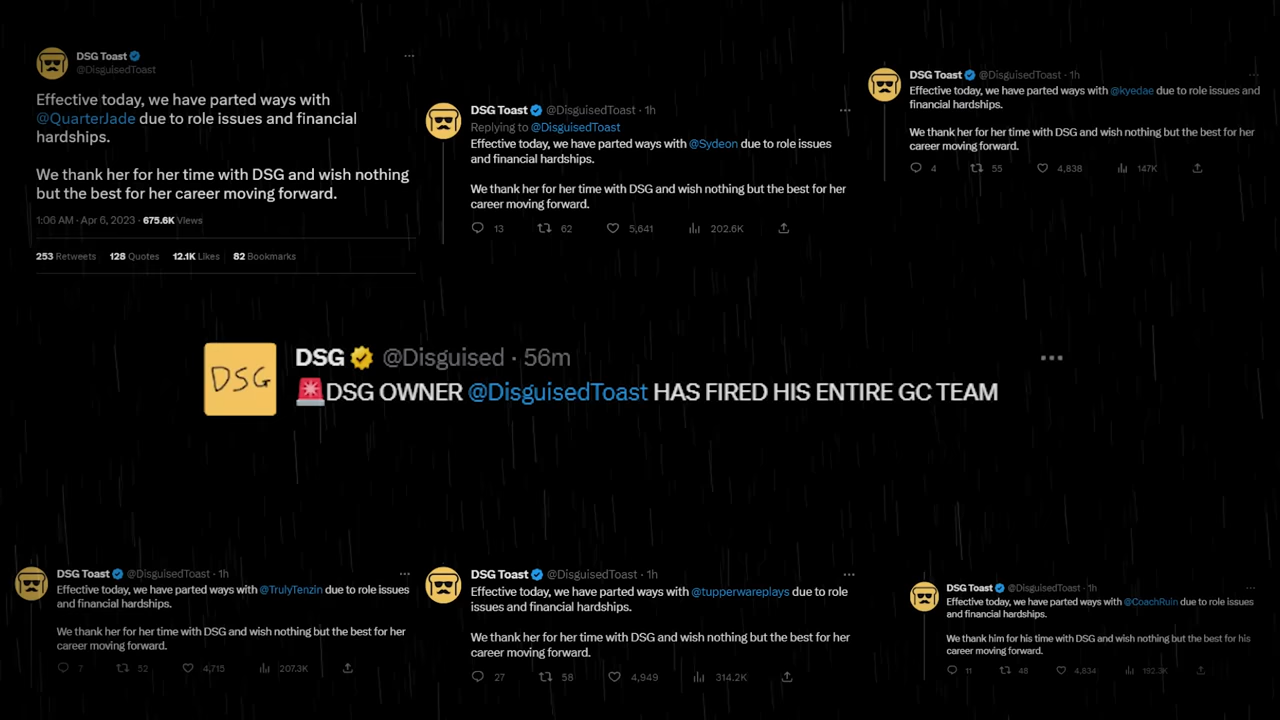 DSG Toast
@DisguisedToast
Effective today, we have parted ways with
@QuarterJade due to role issues and financial
hardships.
We thank her for her time with DSG and wish nothing
but the best for her career moving forward.
1:06 AM · Apr 6, 2023 · 675.6K Views
253 Retweets 128 Quotes 12.1K Likes 82 Bookmarks
DSG Toast @DisguisedToast · 1h
Replying to @DisguisedToast
Effective today, we have parted ways with @Sydeon due to role issues
and financial hardships.
We thank her for her time with DSG and wish nothing but the best for her
career moving forward.
13 62 5,641 202.6K
DSG Toast @DisguisedToast · 1h
Effective today, we have parted ways with @kyedae due to role issues and
financial hardships.
We thank her for her time with DSG and wish nothing but the best for her
career moving forward.
4 55 4,838 147K
DSG
DSG @Disguised · 56m
🚨DSG OWNER @DisguisedToast HAS FIRED HIS ENTIRE GC TEAM
DSG Toast @DisguisedToast · 1h
Effective today, we have parted ways with @TrulyTenzin due to role issues
and financial hardships.
We thank her for her time with DSG and wish nothing but the best for her
career moving forward.
7 52 4,715 207.3K
DSG Toast @DisguisedToast · 1h
Effective today, we have parted ways with @tupperwareplays due to role
issues and financial hardships.
We thank her for her time with DSG and wish nothing but the best for her
career moving forward.
27 58 4,949 314.2K
DSG Toast @DisguisedToast · 1h
Effective today, we have parted ways with @CoachRuin due to role issues
and financial hardships.
We thank him for his time with DSG and wish nothing but the best for his
career moving forward.
11 48 4,634 192.3K